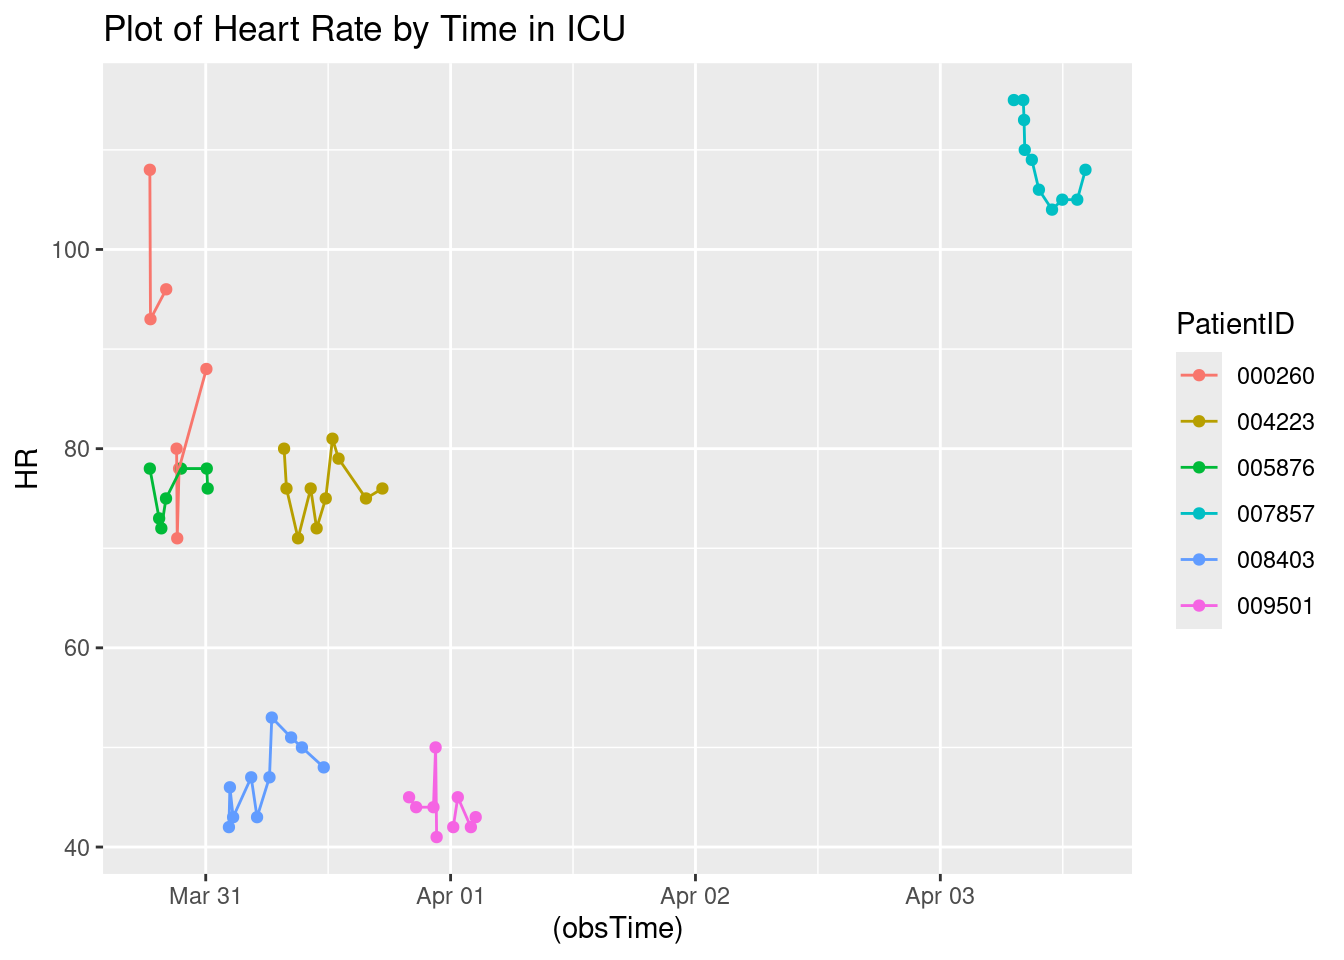 Plot of Heart Rate by Time in ICU
HR
100
80
60
40
Mar 31
Apr 01
Apr 02
Apr 03
(obsTime)
PatientID
000260
004223
005876
007857
008403
009501